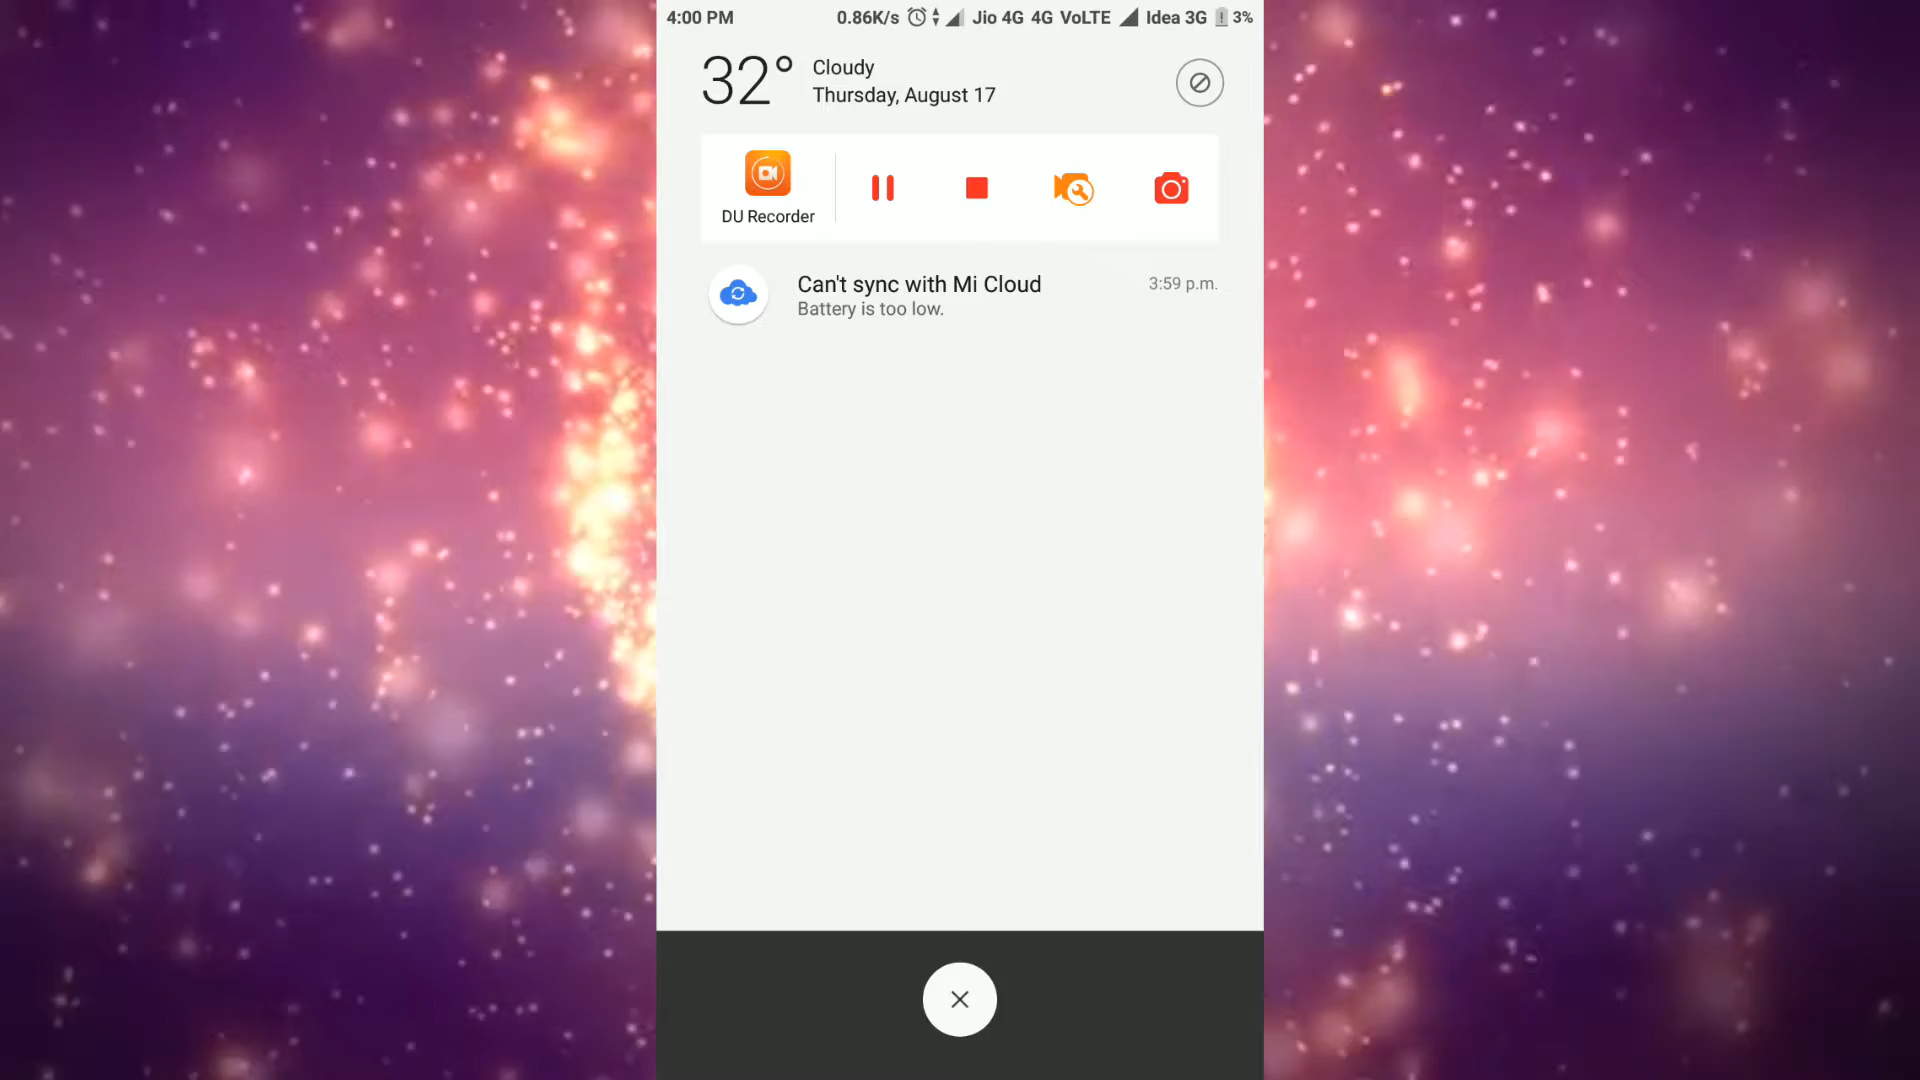 4:00 PM 0.86K/s Jio 4G 4G VoLTE Idea 3G 3%
32° Cloudy
Thursday, August 17
DU Recorder
Can't sync with Mi Cloud 3:59 p.m.
Battery is too low.